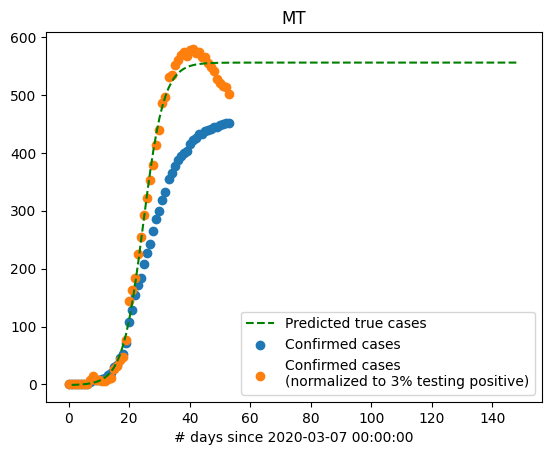 MT
600
500
400
300
200
100
0
Predicted true cases
Confirmed cases
Confirmed cases
(normalized to 3% testing positive)
0 20 40 60 80 100 120 140
# days since 2020-03-07 00:00:00